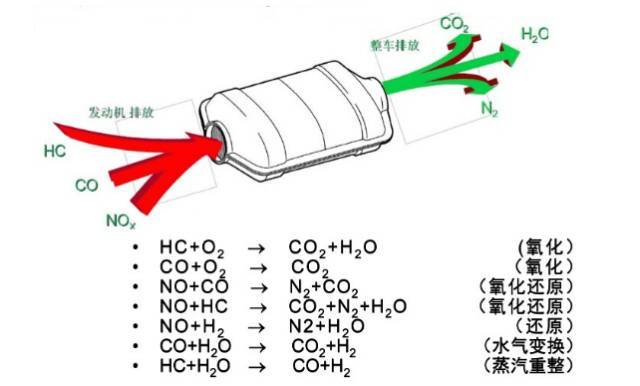 CO₂
H₂O
整车排放
N₂
发动机 排放
HC
CO
NOₓ
• HC+O₂ → CO₂+H₂O (氧化）
• CO+O₂ → CO₂ （氧化）
• NO+CO → N₂+CO₂ （氧化还原）
• NO+HC → CO₂+N₂+H₂O （氧化还原）
• NO+H₂ → N2+H₂O （还原）
• CO+H₂O → CO₂+H₂ （水气变换）
• HC+H₂O → CO+H₂ （蒸汽重整）